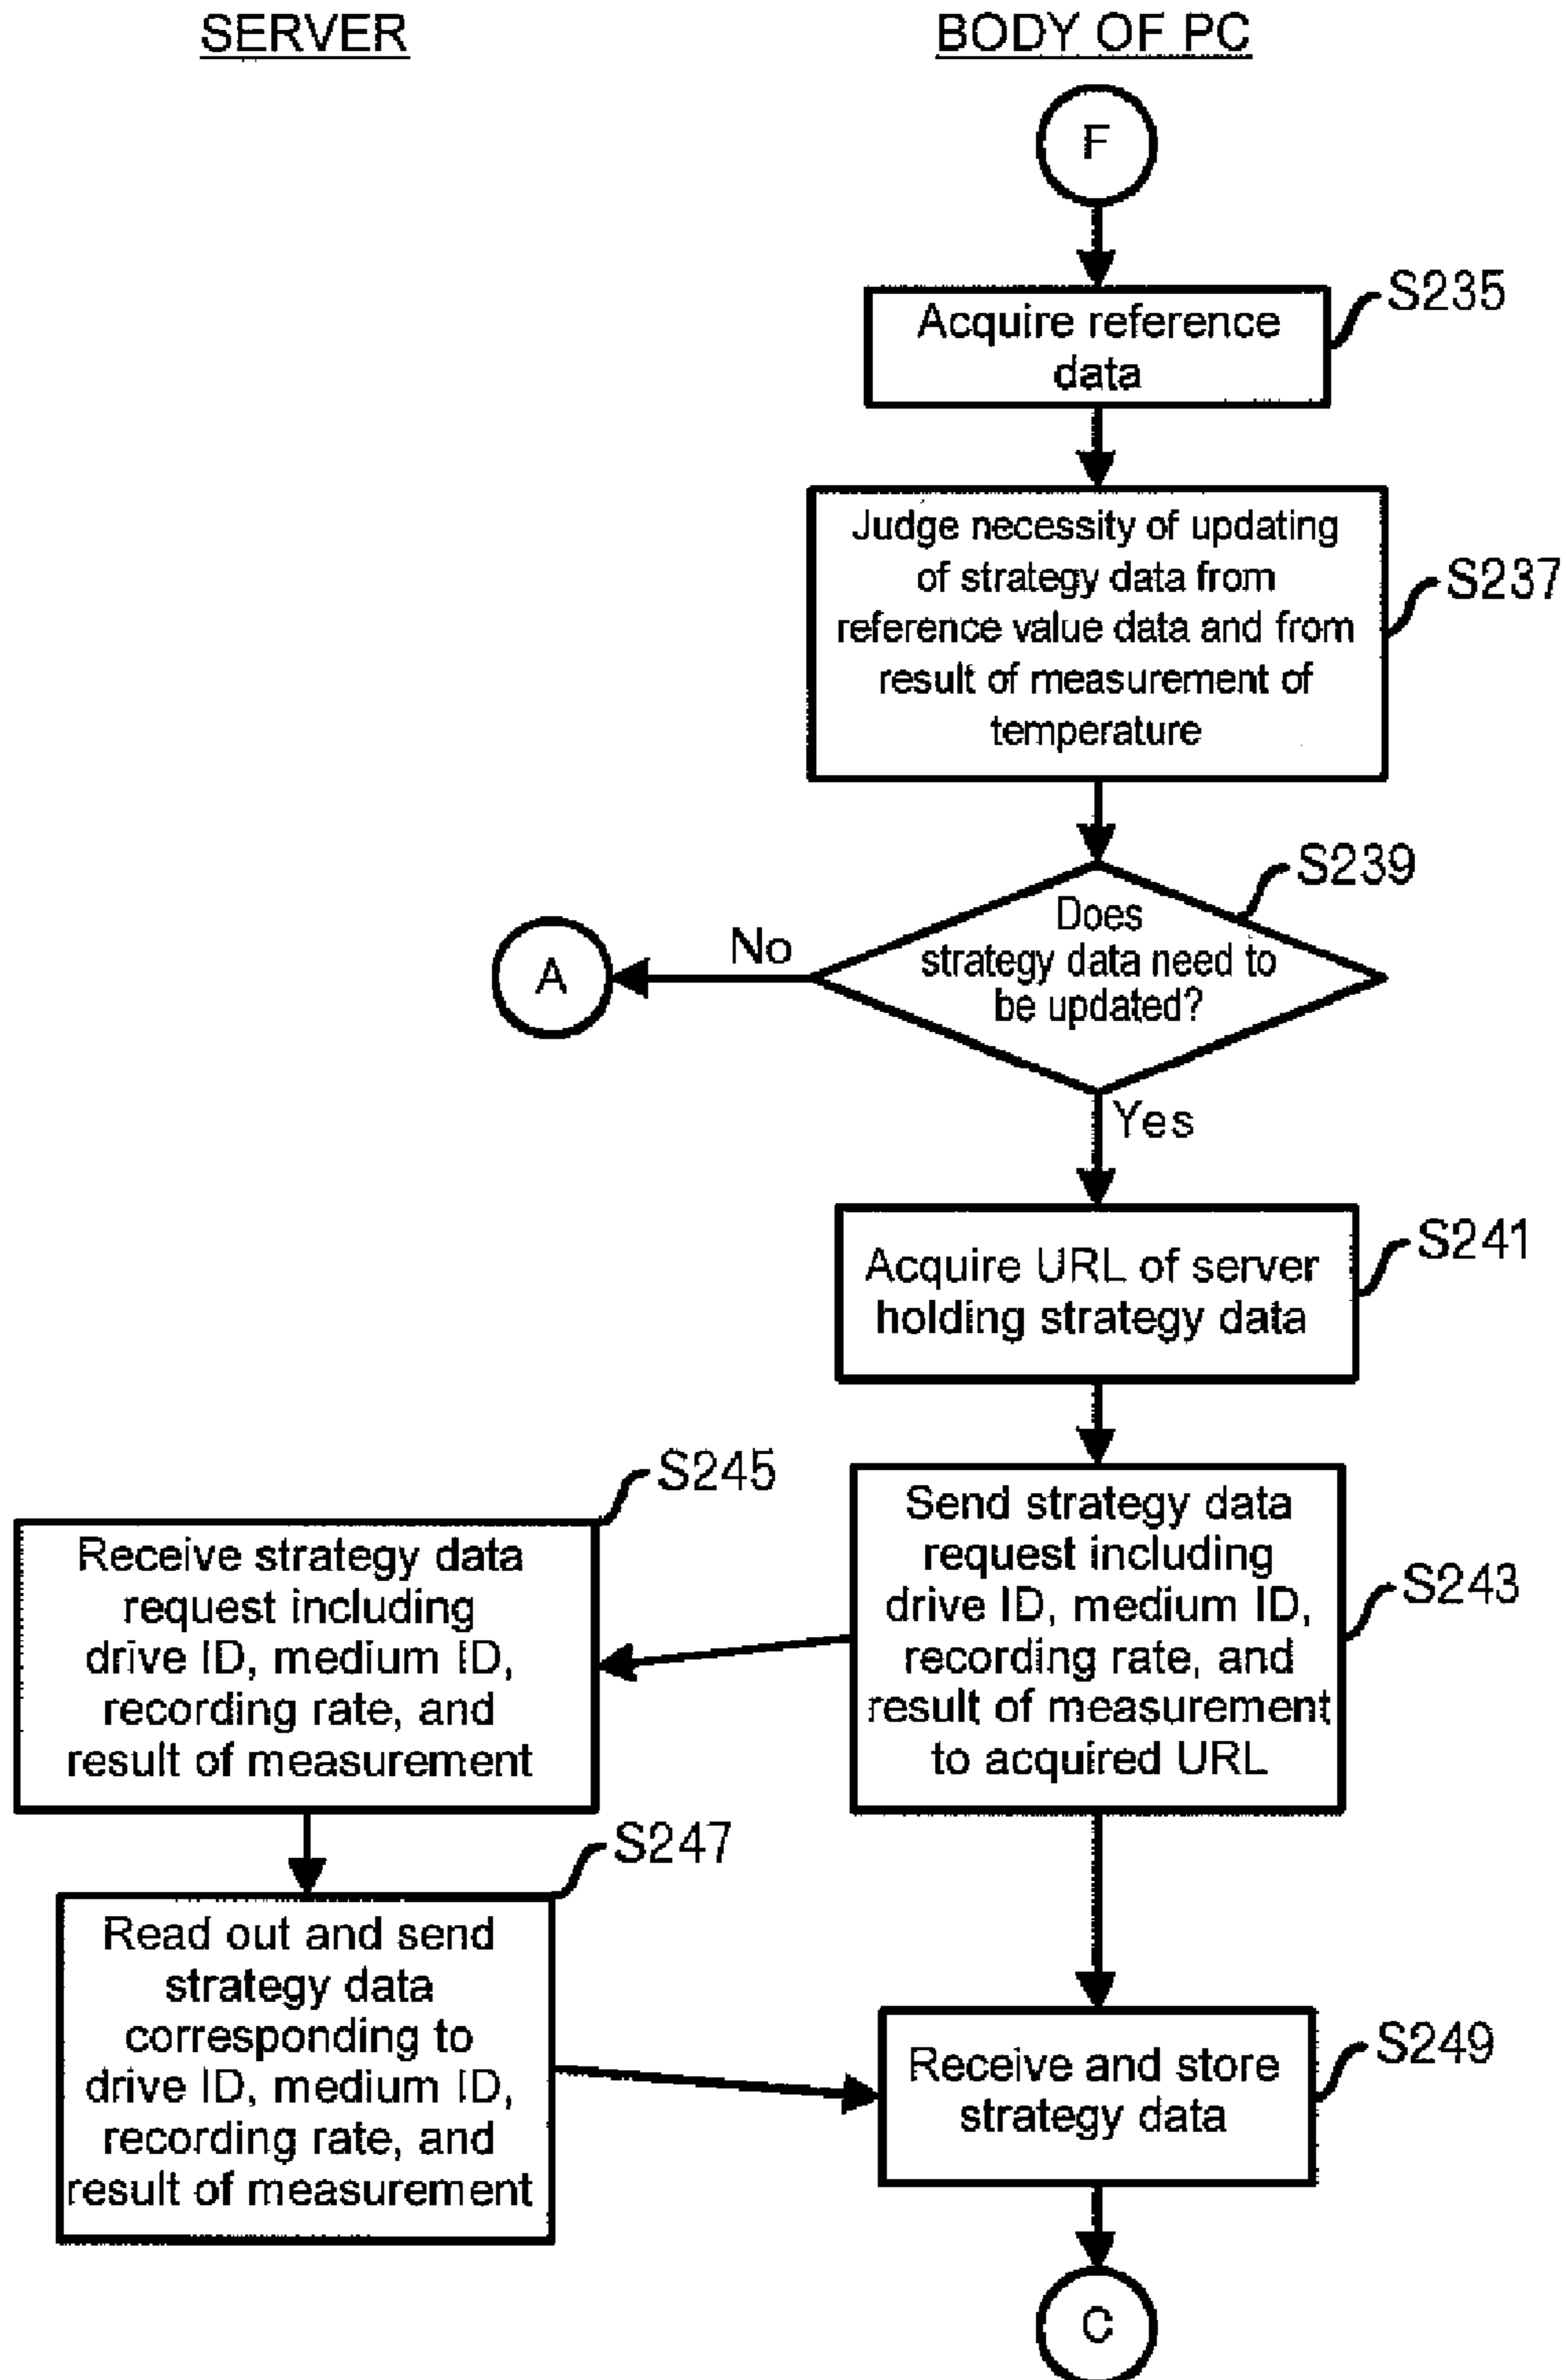 SERVER
BODY OF PC
F
S235
Acquire reference
data
Judge necessity of updating
of strategy data from
reference value data and from
result of measurement of
temperature
S237
S239
Does
strategy data need to
be updated?
No
A
Yes
S241
Acquire URL of server
holding strategy data
S243
Send strategy data
request including
drive ID, medium ID,
recording rate, and
result of measurement
to acquired URL
S245
Receive strategy data
request including
drive ID, medium ID,
recording rate, and
result of measurement
S247
Read out and send
strategy data
corresponding to
drive ID, medium ID,
recording rate, and
result of measurement
S249
Receive and store
strategy data
C